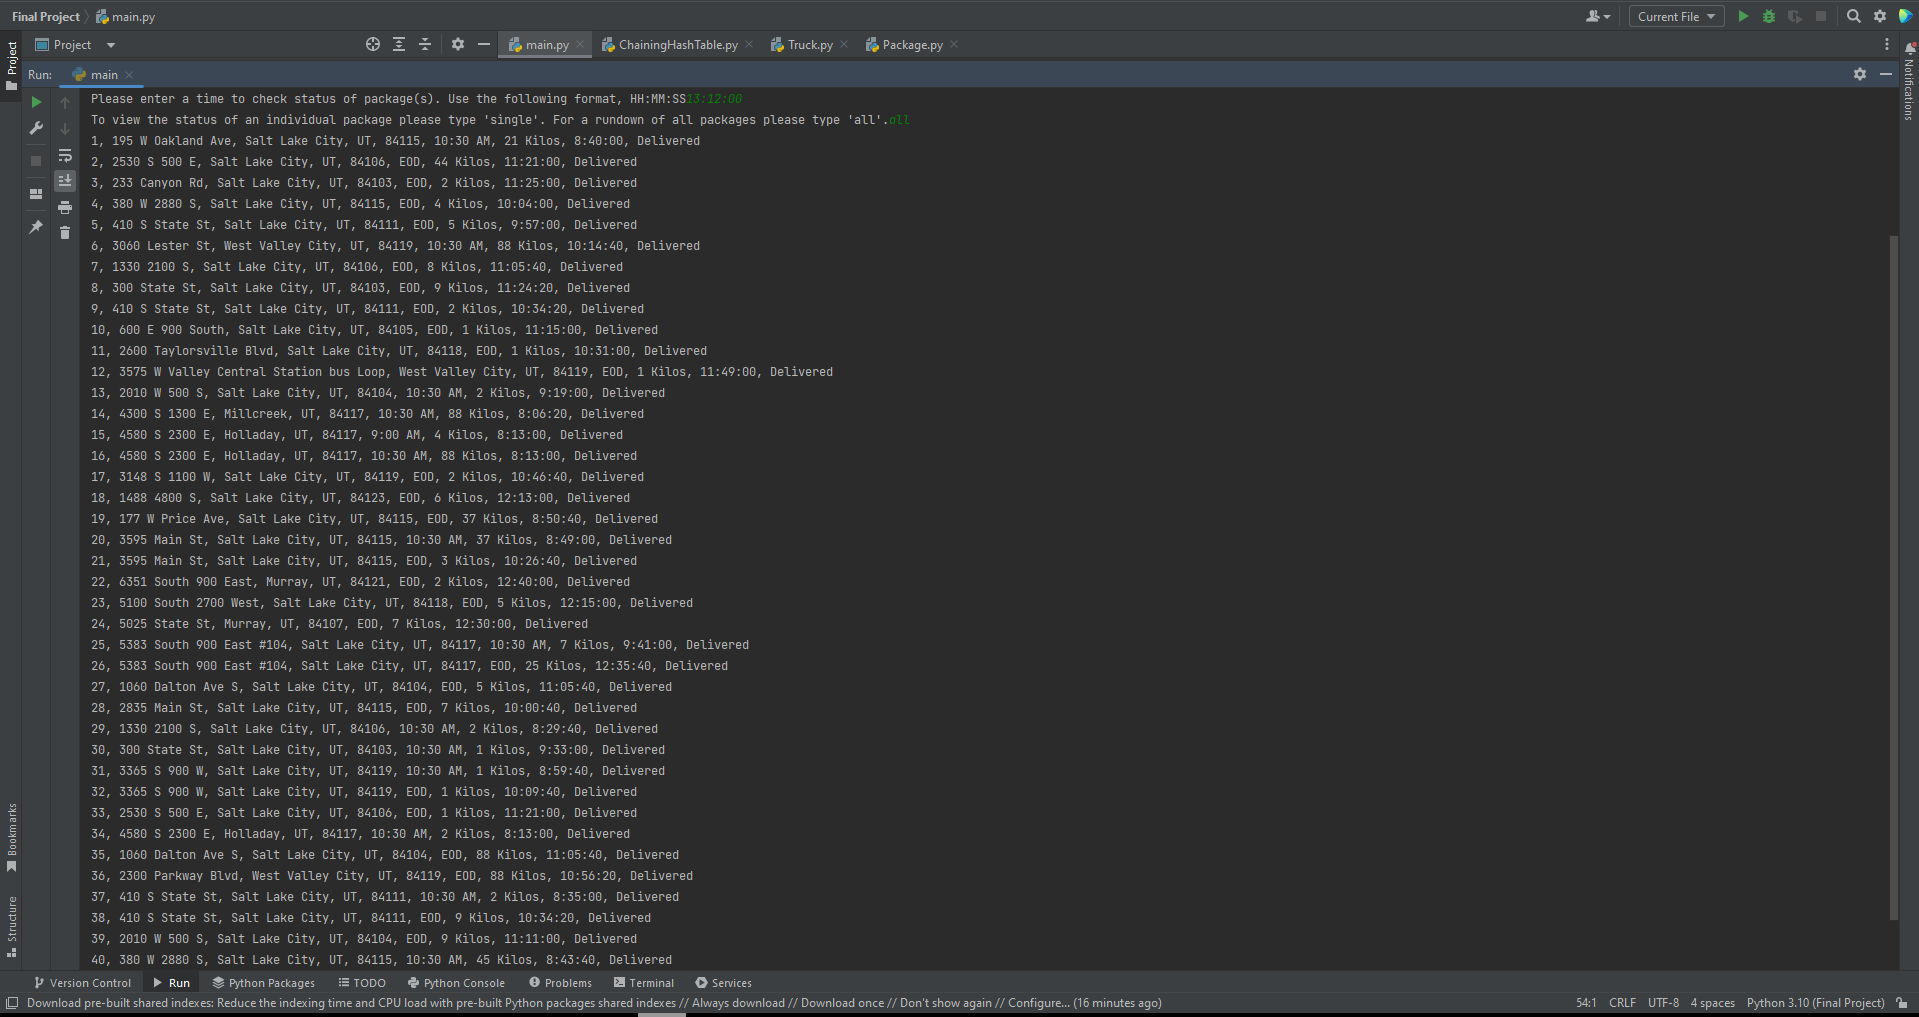 Final Project main.py Current File
Project main.py ChainingHashTable.py Truck.py Package.py
Run: main
Please enter a time to check status of package(s). Use the following format, HH:MM:SS13:12:00
To view the status of an individual package please type 'single'. For a rundown of all packages please type 'all'.all
1, 195 W Oakland Ave, Salt Lake City, UT, 84115, 10:30 AM, 21 Kilos, 8:40:00, Delivered
2, 2530 S 500 E, Salt Lake City, UT, 84106, EOD, 44 Kilos, 11:21:00, Delivered
3, 233 Canyon Rd, Salt Lake City, UT, 84103, EOD, 2 Kilos, 11:25:00, Delivered
4, 380 W 2880 S, Salt Lake City, UT, 84115, EOD, 4 Kilos, 10:04:00, Delivered
5, 410 S State St, Salt Lake City, UT, 84111, EOD, 5 Kilos, 9:57:00, Delivered
6, 3060 Lester St, West Valley City, UT, 84119, 10:30 AM, 88 Kilos, 10:14:40, Delivered
7, 1330 2100 S, Salt Lake City, UT, 84106, EOD, 8 Kilos, 11:05:40, Delivered
8, 300 State St, Salt Lake City, UT, 84103, EOD, 9 Kilos, 11:24:20, Delivered
9, 410 S State St, Salt Lake City, UT, 84111, EOD, 2 Kilos, 10:34:20, Delivered
10, 600 E 900 South, Salt Lake City, UT, 84105, EOD, 1 Kilos, 11:15:00, Delivered
11, 2600 Taylorsville Blvd, Salt Lake City, UT, 84118, EOD, 1 Kilos, 10:31:00, Delivered
12, 3575 W Valley Central Station bus Loop, West Valley City, UT, 84119, EOD, 1 Kilos, 11:49:00, Delivered
13, 2010 W 500 S, Salt Lake City, UT, 84104, 10:30 AM, 2 Kilos, 9:19:00, Delivered
14, 4300 S 1300 E, Millcreek, UT, 84117, 10:30 AM, 88 Kilos, 8:06:20, Delivered
15, 4580 S 2300 E, Holladay, UT, 84117, 9:00 AM, 4 Kilos, 8:13:00, Delivered
16, 4580 S 2300 E, Holladay, UT, 84117, 10:30 AM, 88 Kilos, 8:13:00, Delivered
17, 3148 S 1100 W, Salt Lake City, UT, 84119, EOD, 2 Kilos, 10:46:40, Delivered
18, 1488 4800 S, Salt Lake City, UT, 84123, EOD, 6 Kilos, 12:13:00, Delivered
19, 177 W Price Ave, Salt Lake City, UT, 84115, EOD, 37 Kilos, 8:50:40, Delivered
20, 3595 Main St, Salt Lake City, UT, 84115, 10:30 AM, 37 Kilos, 8:49:00, Delivered
21, 3595 Main St, Salt Lake City, UT, 84115, EOD, 3 Kilos, 10:26:40, Delivered
22, 6351 South 900 East, Murray, UT, 84121, EOD, 2 Kilos, 12:40:00, Delivered
23, 5100 South 2700 West, Salt Lake City, UT, 84118, EOD, 5 Kilos, 12:15:00, Delivered
24, 5025 State St, Murray, UT, 84107, EOD, 7 Kilos, 12:30:00, Delivered
25, 5383 South 900 East #104, Salt Lake City, UT, 84117, 10:30 AM, 7 Kilos, 9:41:00, Delivered
26, 5383 South 900 East #104, Salt Lake City, UT, 84117, EOD, 25 Kilos, 12:35:40, Delivered
27, 1060 Dalton Ave S, Salt Lake City, UT, 84104, EOD, 5 Kilos, 11:05:40, Delivered
28, 2835 Main St, Salt Lake City, UT, 84115, EOD, 7 Kilos, 10:00:40, Delivered
29, 1330 2100 S, Salt Lake City, UT, 84106, 10:30 AM, 2 Kilos, 8:29:40, Delivered
30, 300 State St, Salt Lake City, UT, 84103, 10:30 AM, 1 Kilos, 9:33:00, Delivered
31, 3365 S 900 W, Salt Lake City, UT, 84119, 10:30 AM, 1 Kilos, 8:59:40, Delivered
32, 3365 S 900 W, Salt Lake City, UT, 84119, EOD, 1 Kilos, 10:09:40, Delivered
33, 2530 S 500 E, Salt Lake City, UT, 84106, EOD, 1 Kilos, 11:21:00, Delivered
34, 4580 S 2300 E, Holladay, UT, 84117, 10:30 AM, 2 Kilos, 8:13:00, Delivered
35, 1060 Dalton Ave S, Salt Lake City, UT, 84104, EOD, 88 Kilos, 11:05:40, Delivered
36, 2300 Parkway Blvd, West Valley City, UT, 84119, EOD, 88 Kilos, 10:56:20, Delivered
37, 410 S State St, Salt Lake City, UT, 84111, 10:30 AM, 2 Kilos, 8:35:00, Delivered
38, 410 S State St, Salt Lake City, UT, 84111, EOD, 9 Kilos, 10:34:20, Delivered
39, 2010 W 500 S, Salt Lake City, UT, 84104, EOD, 9 Kilos, 11:11:00, Delivered
40, 380 W 2880 S, Salt Lake City, UT, 84115, 10:30 AM, 45 Kilos, 8:43:40, Delivered
Project
Bookmarks
Structure
Notifications
Version Control Run Python Packages TODO Python Console Problems Terminal Services
Download pre-built shared indexes: Reduce the indexing time and CPU load with pre-built Python packages shared indexes // Always download // Download once // Don't show again // Configure... (16 minutes ago) 54:1 CRLF UTF-8 4 spaces Python 3.10 (Final Project)